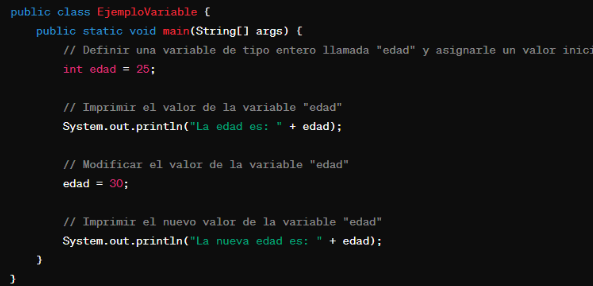 public class EjemploVariable {
public static void main(String[] args) {
// Definir una variable de tipo entero llamada "edad" y asignarle un valor inici
int edad = 25;
// Imprimir el valor de la variable "edad"
System.out.println("La edad es: " + edad);
// Modificar el valor de la variable "edad"
edad = 30;
// Imprimir el nuevo valor de la variable "edad"
System.out.println("La nueva edad es: " + edad);
}
}